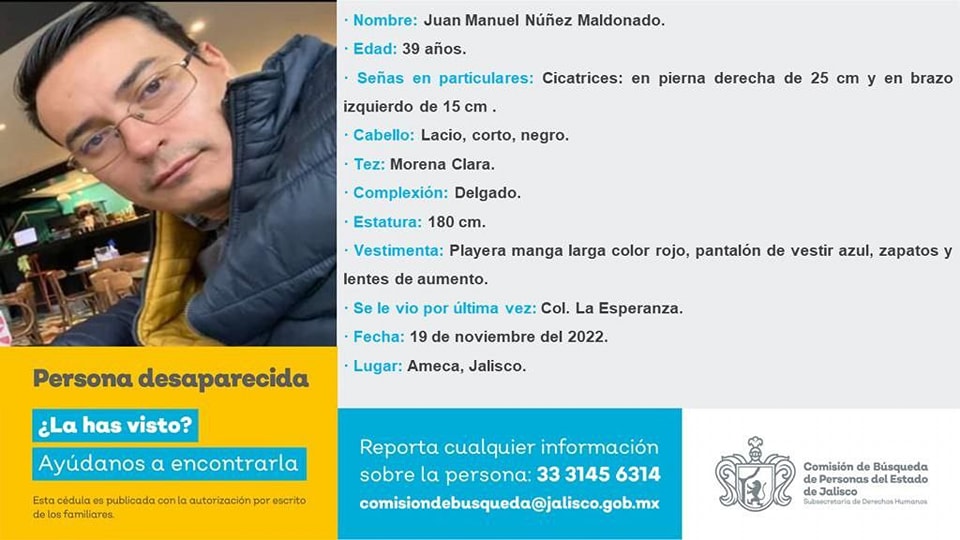 · Nombre: Juan Manuel Núñez Maldonado.
· Edad: 39 años.
· Señas en particulares: Cicatrices: en pierna derecha de 25 cm y en brazo
izquierdo de 15 cm .
· Cabello: Lacio, corto, negro.
· Tez: Morena Clara.
· Complexión: Delgado.
· Estatura: 180 cm.
· Vestimenta: Playera manga larga color rojo, pantalón de vestir azul, zapatos y
lentes de aumento.
· Se le vio por última vez: Col. La Esperanza.
· Fecha: 19 de noviembre del 2022.
· Lugar: Ameca, Jalisco.
Persona desaparecida
¿La has visto?
Ayúdanos a encontrarla
Esta cédula es publicada con la autorización por escrito
de los familiares.
Reporta cualquier información
sobre la persona: 33 3145 6314
comisiondebusqueda@jalisco.gob.mx
Comisión de Búsqueda
de Personas del Estado
de Jalisco
Subsecretaría de Derechos Humanos